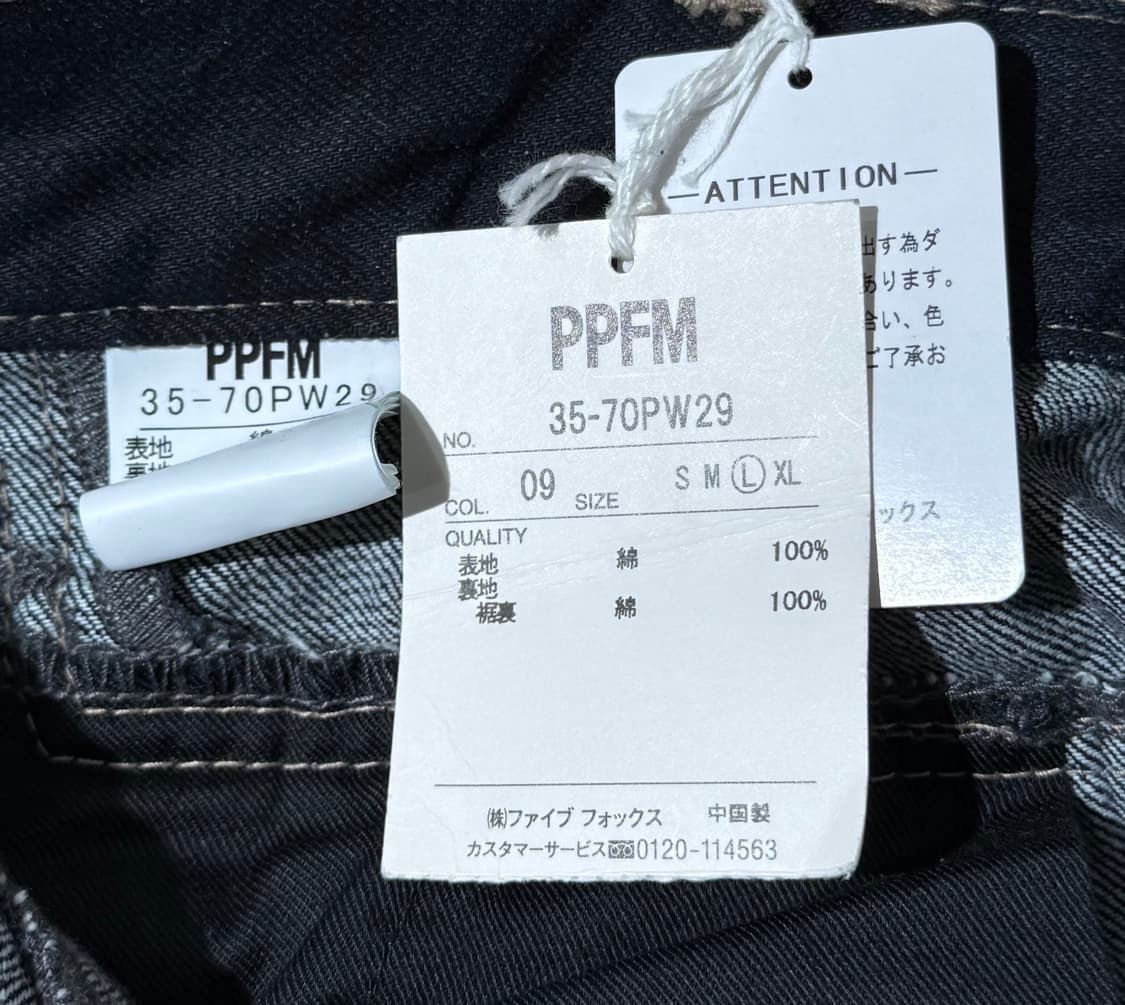 —ATTENTION—
出す為ダ
あります。
合い、色
ご了承お
ックス
PPFM
35-70PW29
表地
裏地
PPFM
NO. 35-70PW29
COL. 09 SIZE S M L XL
QUALITY
表地 綿 100%
裏地
裾裏 綿 100%
㈱ファイブ フォックス 中国製
カスタマーサービス 0120-114563